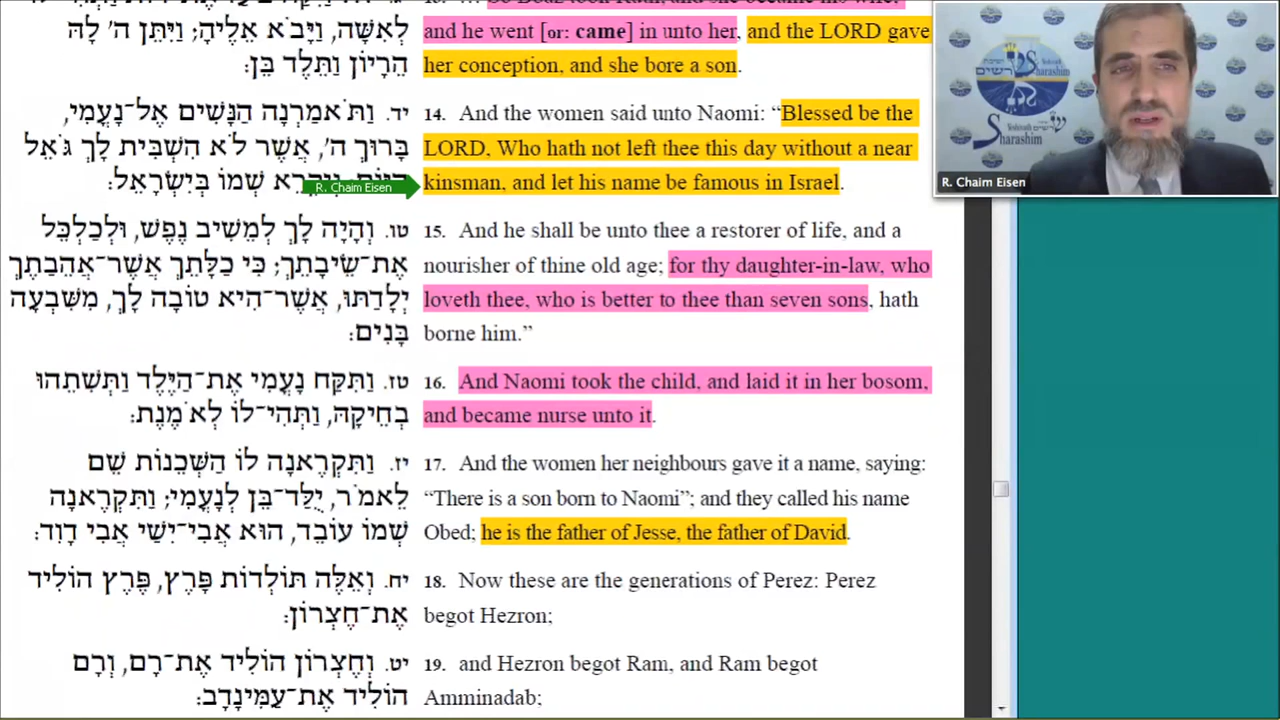 לְאִשָּׁה, וַיָּבֹא אֵלֶיהָ; וַיִּתֵּן ה' לָהּ
הֵרָיוֹן וַתֵּלֶד בֵּן:
So Boaz took Ruth, and she became his wife;
and he went [or: came] in unto her, and the LORD gave
her conception, and she bore a son.
יד. וַתֹּאמַרְנָה הַנָּשִׁים אֶל־נָעֳמִי,
בָּרוּךְ ה', אֲשֶׁר לֹא הִשְׁבִּית לָךְ גֹּאֵל
שְׁמוֹ בְּיִשְׂרָאֵל:
14. And the women said unto Naomi: “Blessed be the
LORD, Who hath not left thee this day without a near
kinsman, and let his name be famous in Israel.
R. Chaim Eisen
טו. וְהָיָה לָךְ לְמֵשִׁיב נֶפֶשׁ, וּלְכַלְכֵּל
אֶת־שֵׂיבָתֵךְ; כִּי כַלָּתֵךְ אֲשֶׁר־אֲהֵבַתֶךְ
יְלָדַתּוּ, אֲשֶׁר־הִיא טוֹבָה לָךְ, מִשִּׁבְעָה
בָּנִים:
15. And he shall be unto thee a restorer of life, and a
nourisher of thine old age; for thy daughter-in-law, who
loveth thee, who is better to thee than seven sons, hath
borne him.”
טז. וַתִּקַּח נָעֳמִי אֶת־הַיֶּלֶד וַתְּשִׁתֵהוּ
בְחֵיקָהּ, וַתְּהִי־לוֹ לְאֹמֶנֶת:
16. And Naomi took the child, and laid it in her bosom,
and became nurse unto it.
יז. וַתִּקְרֶאנָה לוֹ הַשְּׁכֵנוֹת שֵׁם
לֵאמֹר, יֻלַּד־בֵּן לְנָעֳמִי; וַתִּקְרֶאנָה
שְׁמוֹ עוֹבֵד, הוּא אֲבִי־יִשַׁי אֲבִי דָוִד:
17. And the women her neighbours gave it a name, saying:
“There is a son born to Naomi”; and they called his name
Obed; he is the father of Jesse, the father of David.
יח. וְאֵלֶּה תּוֹלְדוֹת פָּרֶץ, פֶּרֶץ הוֹלִיד
אֶת־חֶצְרוֹן:
18. Now these are the generations of Perez: Perez
begot Hezron;
יט. וְחֶצְרוֹן הוֹלִיד אֶת־רָם, וְרָם
הוֹלִיד אֶת־עַמִּינָדָב:
19. and Hezron begot Ram, and Ram begot
Amminadab;
R. Chaim Eisen